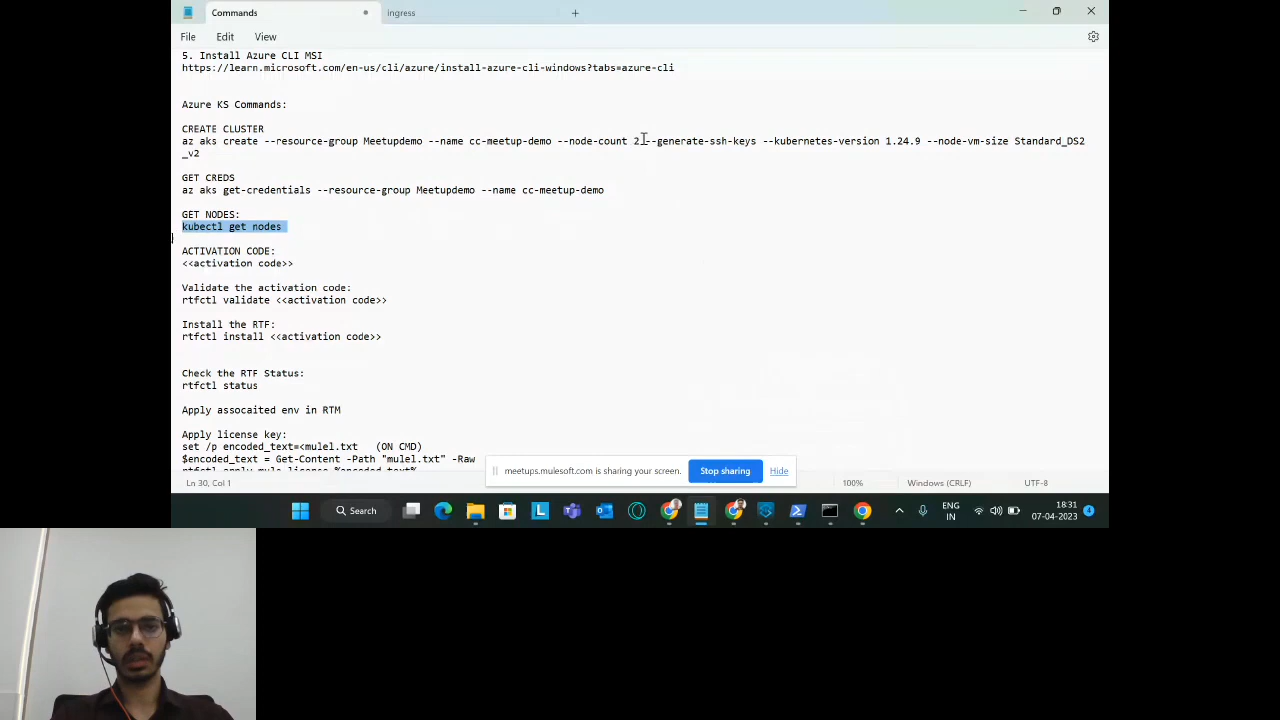 Commands
Ingress
File Edit View
5. Install Azure CLI MSI
https://learn.microsoft.com/en-us/cli/azure/install-azure-cli-windows?tabs=azure-cli
Azure KS Commands:
CREATE CLUSTER
az aks create --resource-group Meetupdemo --name cc-meetup-demo --node-count 2 --generate-ssh-keys --kubernetes-version 1.24.9 --node-vm-size Standard_DS2
_v2
GET CREDS
az aks get-credentials --resource-group Meetupdemo --name cc-meetup-demo
GET NODES:
kubectl get nodes
ACTIVATION CODE:
<<activation code>>
Validate the activation code:
rtfctl validate <<activation code>>
Install the RTF:
rtfctl install <<activation code>>
Check the RTF Status:
rtfctl status
Apply assocaited env in RTM
Apply license key:
set /p encoded_text=<mule1.txt (ON CMD)
$encoded_text = Get-Content -Path "mule1.txt" -Raw
rtfctl apply mule-license %encoded_text%
meetups.mulesoft.com is sharing your screen. Stop sharing Hide
Ln 30, Col 1 100% Windows (CRLF) UTF-8
Search
ENG
IN
18:31
07-04-2023
4